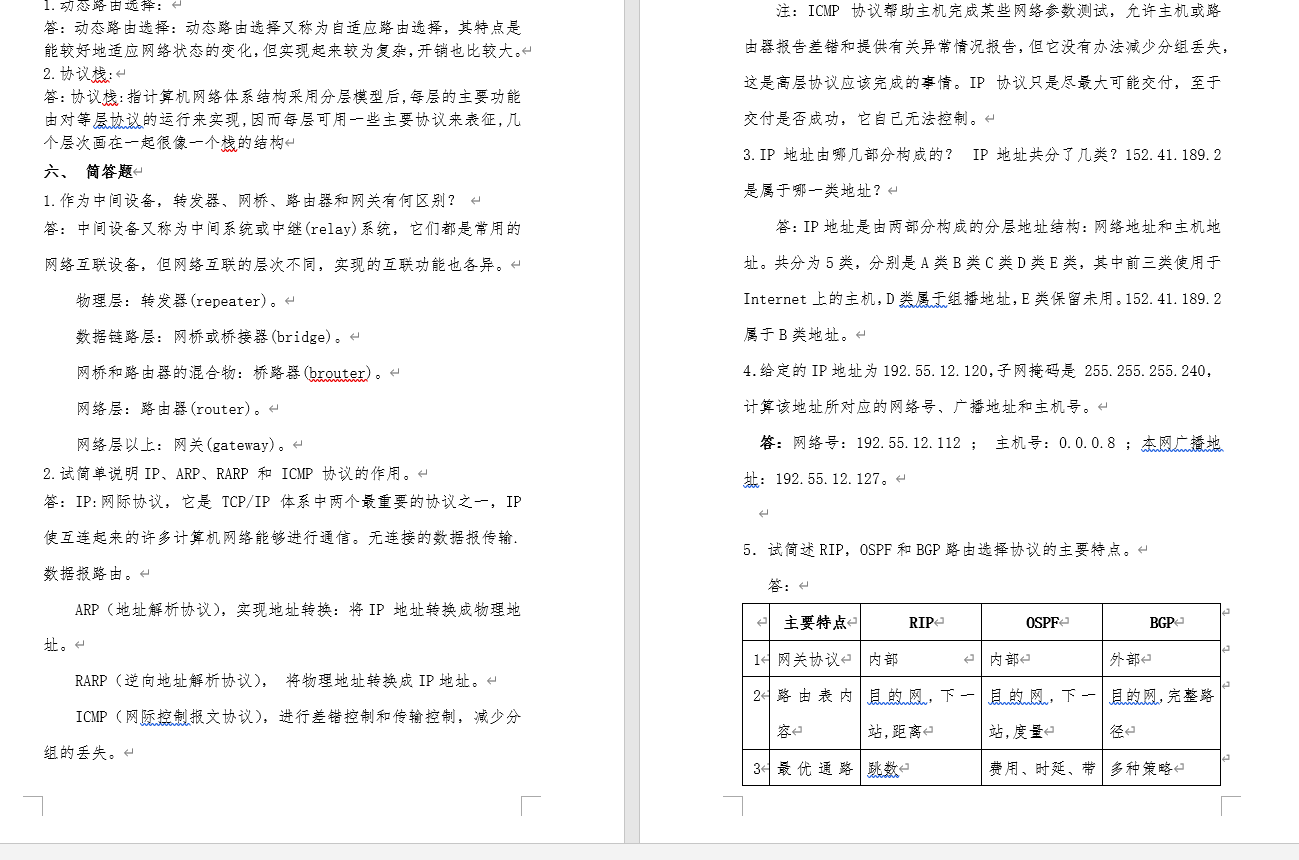 1.动态路由选择:
答: 动态路由选择: 动态路由选择又称为自适应路由选择, 其特点是
能较好地适应网络状态的变化,但实现起来较为复杂,开销也比较大。
2.协议栈:
答:协议栈:指计算机网络体系结构采用分层模型后,每层的主要功能
由对等层协议的运行来实现,因而每层可用一些主要协议来表征,几
个层次画在一起很像一个栈的结构
六、 简答题
1.作为中间设备, 转发器、网桥、路由器和网关有何区别?
答: 中间设备又称为中间系统或中继(relay)系统, 它们都是常用的
网络互联设备, 但网络互联的层次不同, 实现的互联功能也各异。
物理层: 转发器(repeater)。
数据链路层: 网桥或桥接器(bridge)。
网桥和路由器的混合物: 桥路器(brouter)。
网络层: 路由器(router)。
网络层以上: 网关(gateway)。
2.试简单说明 IP、ARP、RARP 和 ICMP 协议的作用。
答: IP:网际协议, 它是 TCP/IP 体系中两个最重要的协议之一, IP
使互连起来的许多计算机网络能够进行通信。无连接的数据报传输.
数据报路由。
ARP (地址解析协议), 实现地址转换: 将 IP 地址转换成物理地
址。
RARP (逆向地址解析协议), 将物理地址转换成 IP 地址。
ICMP (网际控制报文协议), 进行差错控制和传输控制, 减少分
组的丢失。
注: ICMP 协议帮助主机完成某些网络参数测试, 允许主机或路
由器报告差错和提供有关异常情况报告,但它没有办法减少分组丢失,
这是高层协议应该完成的事情。IP 协议只是尽最大可能交付, 至于
交付是否成功, 它自己无法控制。
3.IP 地址由哪几部分构成的? IP 地址共分了几类? 152.41.189.2
是属于哪一类地址?
答: IP 地址是由两部分构成的分层地址结构: 网络地址和主机地
址。共分为 5 类, 分别是 A 类 B 类 C 类 D 类 E 类, 其中前三类使用于
Internet 上的主机,D 类属于组播地址,E 类保留未用。152.41.189.2
属于 B 类地址。
4.给定的 IP 地址为 192.55.12.120,子网掩码是 255.255.255.240,
计算该地址所对应的网络号、广播地址和主机号。
答: 网络号: 192.55.12.112 ; 主机号: 0.0.0.8 ; 本网广播地
址: 192.55.12.127。
5. 试简述 RIP, OSPF 和 BGP 路由选择协议的主要特点。
答:
主要特点 RIP OSPF BGP
1 网关协议 内部 内部 外部
2 路由表内 目的网,下一 目的网,下一 目的网,完整路
容 站,距离 站,度量 径
3 最优通路 跳数 费用、时延、带 多种策略